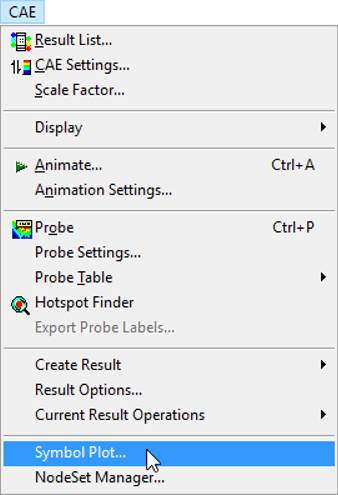 CAE
Result List...
CAE Settings...
Scale Factor...
Display
Animate... Ctrl+A
Animation Settings...
Probe Ctrl+P
Probe Settings...
Probe Table
Hotspot Finder
Export Probe Labels...
Create Result
Result Options...
Current Result Operations
Symbol Plot...
NodeSet Manager...